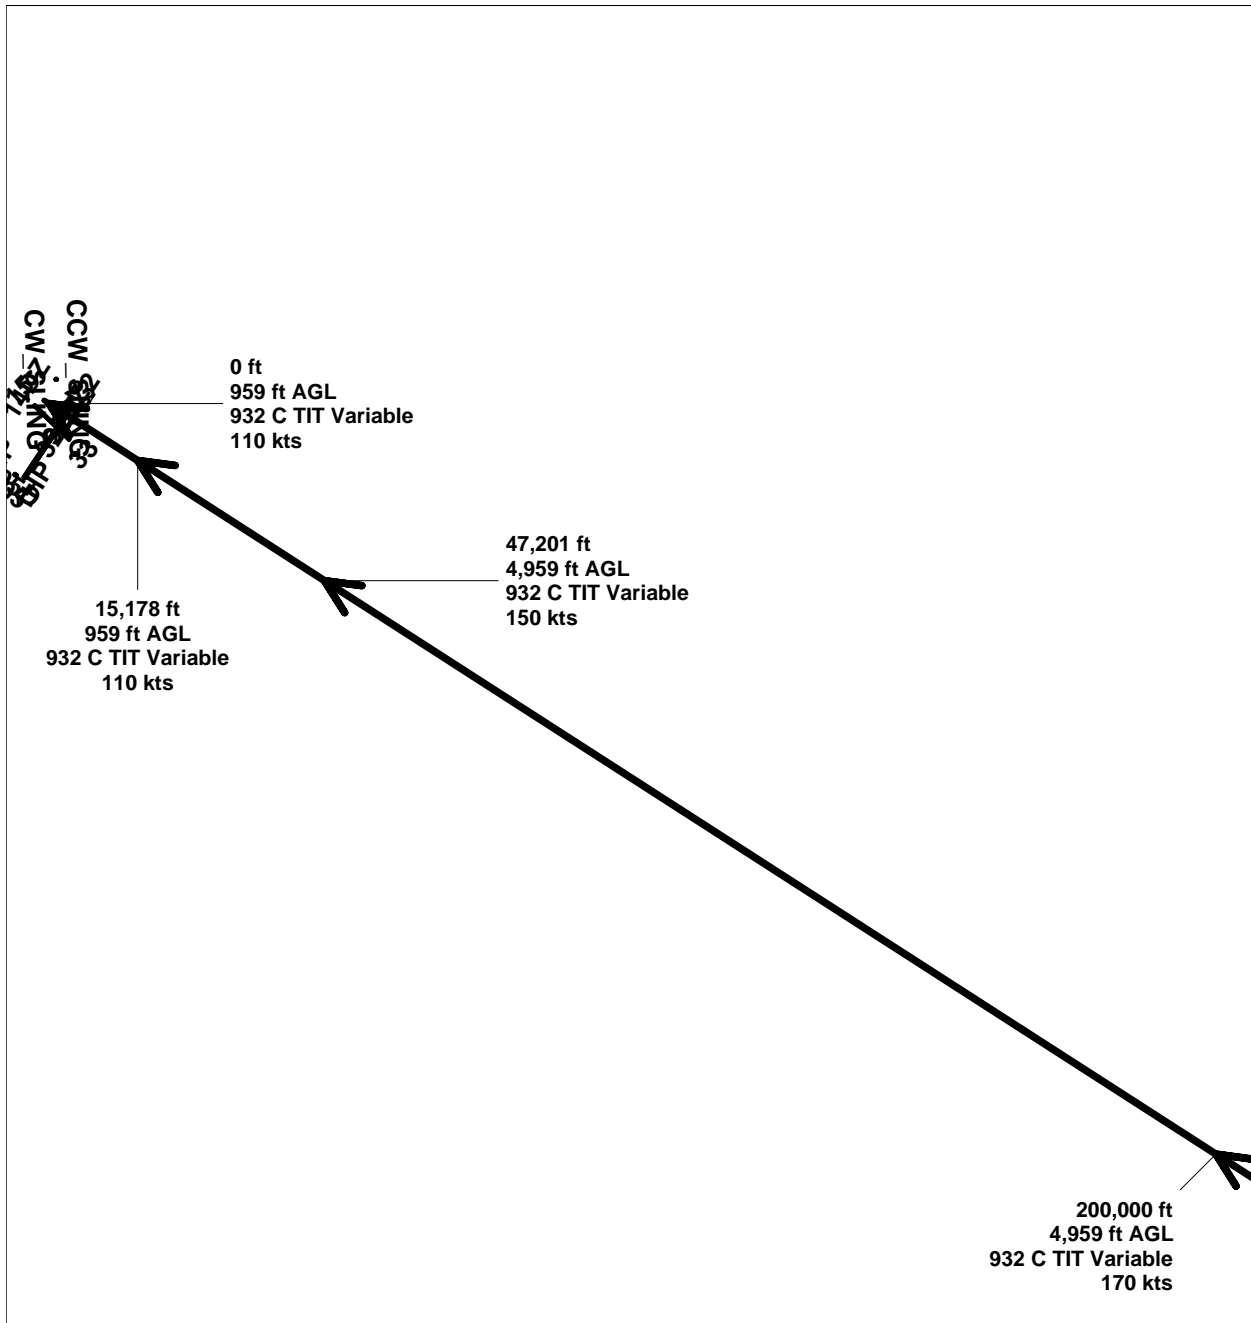 CW
CCW
0 ft
959 ft AGL
932 C TIT Variable
110 kts
47,201 ft
4,959 ft AGL
932 C TIT Variable
150 kts
15,178 ft
959 ft AGL
932 C TIT Variable
110 kts
200,000 ft
4,959 ft AGL
932 C TIT Variable
170 kts